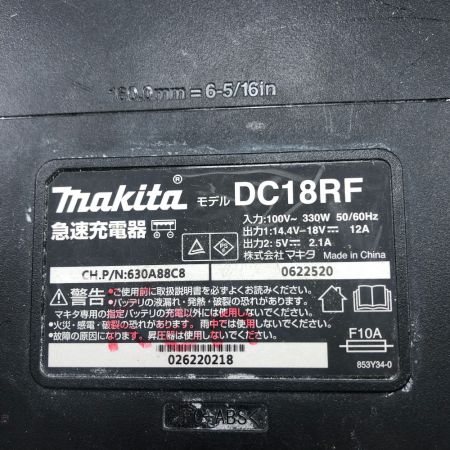 160.0mm = 6-5/16in
makita モデル DC18RF
急速充電器
入力:100V~ 330W 50/60Hz
出力1:14.4V-18V⎓ 12A
出力2:5V⎓ 2.1A
株式会社マキタ Made in China
PS
CH.P/N:630A88C8 0622520
⚠警告
●ご使用前に取扱説明書を必ずよくお読みください。
●バッテリの液漏れ・発熱・破裂の恐れがありますので、
マキタ専用の指定バッテリの充電以外には使用しないでください。
●火災・感電・破裂の恐れがあります。雨中では使用しないでください。
●故障の原因になります。昇圧器は使用しないでください。
F10A
026220218
853Y34-0
+ABS<